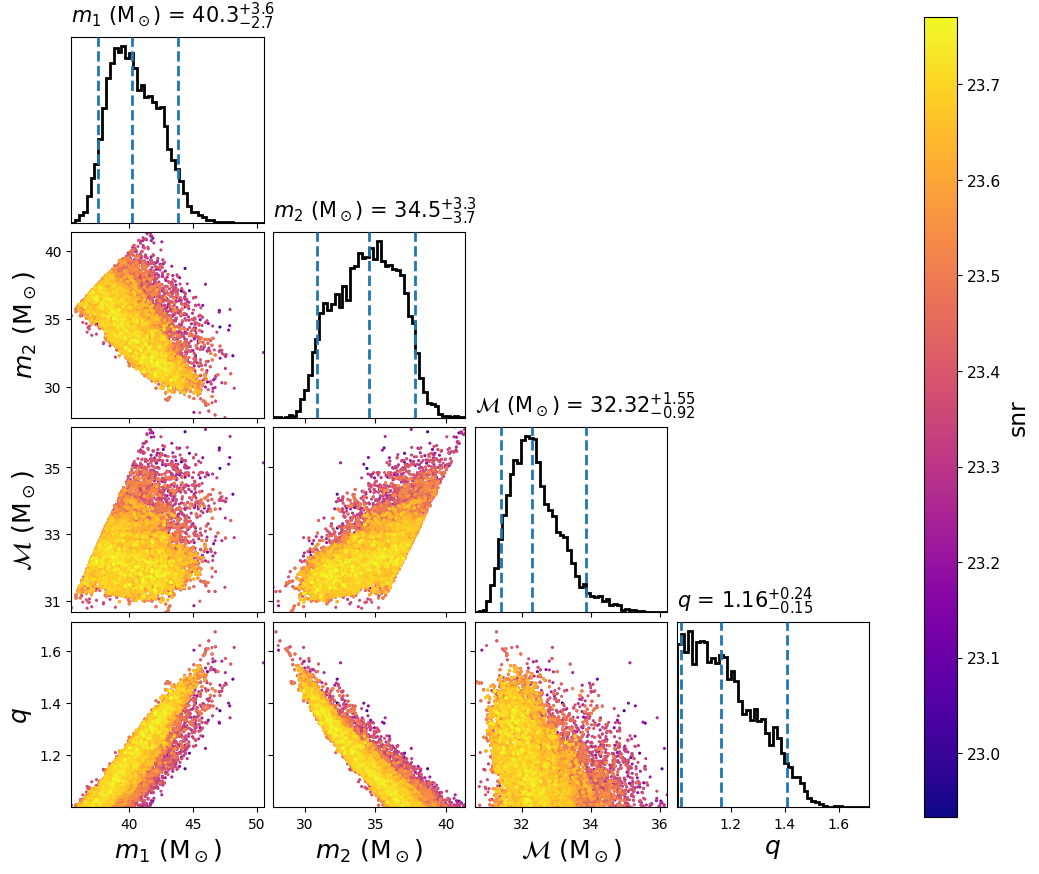 m₁ (M⊙) = 40.3⁺³·⁶₋₂.₇
m₂ (M⊙) = 34.5⁺³·³₋₃.₇
ℳ (M⊙) = 32.32⁺¹·⁵⁵₋₀.₉₂
q = 1.16⁺⁰·²⁴₋₀.₁₅
m₂ (M⊙)
40
35
30
ℳ (M⊙)
35
33
31
q
1.6
1.4
1.2
40 45 50
m₁ (M⊙)
30 35 40
m₂ (M⊙)
32 34 36
ℳ (M⊙)
1.2 1.4 1.6
q
23.7
23.6
23.5
23.4
23.3
23.2
23.1
23.0
snr